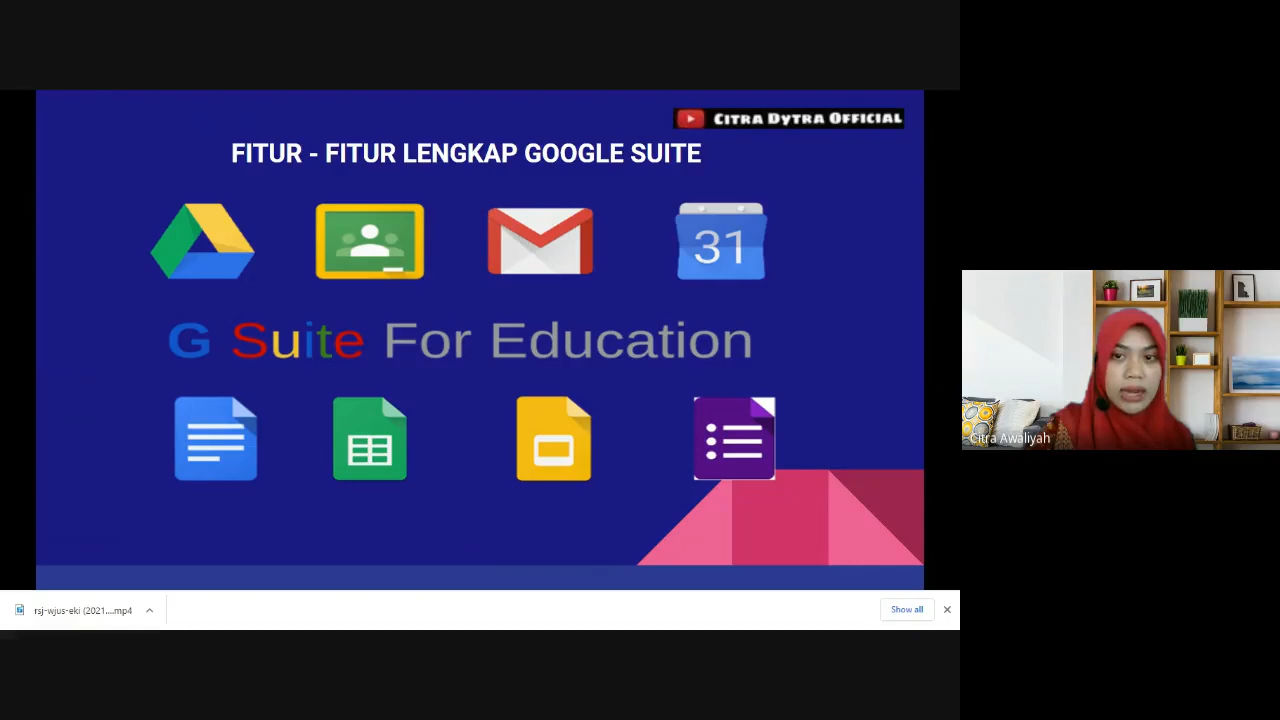 CITRA DYTRA OFFICIAL
FITUR - FITUR LENGKAP GOOGLE SUITE
31
G Suite For Education
Citra Awaliyah
rsj-wjus-eki (2021....mp4
Show all